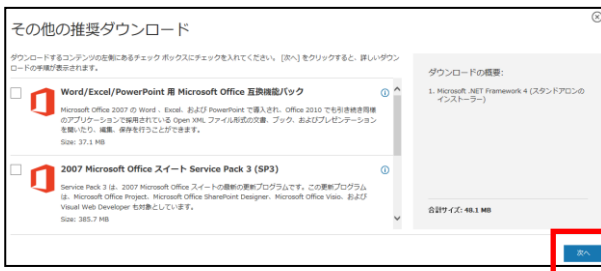 その他の推奨ダウンロード
ダウンロードするコンテンツの左側にあるチェック ボックスにチェックを入れてください。 [次へ] をクリックすると、詳しいダウン
ロードの手順が表示されます。
Word/Excel/PowerPoint 用 Microsoft Office 互換機能パック
Microsoft Office 2007 の Word 、Excel、および PowerPoint で導入され、Office 2010 でも引き続き同様
のアプリケーションで採用されている Open XML ファイル形式の文書、ブック、およびプレゼンテーション
を開いたり、編集、保存を行うことができます。
Size: 37.1 MB
2007 Microsoft Office スイート Service Pack 3 (SP3)
Service Pack 3 は、2007 Microsoft Office スイートの最新の更新プログラムです。この更新プログラム
は、Microsoft Office Project、Microsoft Office SharePoint Designer、Microsoft Office Visio、および
Visual Web Developer も対象としています。
Size: 385.7 MB
ダウンロードの概要:
1. Microsoft .NET Framework 4 (スタンドアロンの
インストーラー)
合計サイズ: 48.1 MB
次へ